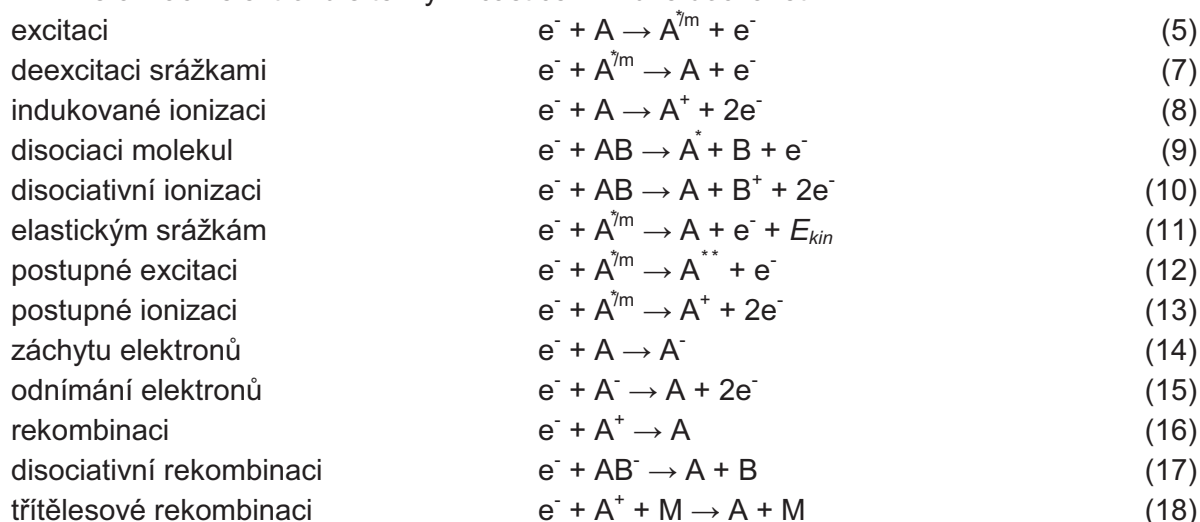 excitaci e⁻ + A → A^*/m + e⁻ (5)
deexcitaci srážkami e⁻ + A^*/m → A + e⁻ (7)
indukované ionizaci e⁻ + A → A⁺ + 2e⁻ (8)
disociaci molekul e⁻ + AB → A^* + B + e⁻ (9)
disociativní ionizaci e⁻ + AB → A + B⁺ + 2e⁻ (10)
elastickým srážkám e⁻ + A^*/m → A + e⁻ + E_kin (11)
postupné excitaci e⁻ + A^*/m → A^** + e⁻ (12)
postupné ionizaci e⁻ + A^*/m → A⁺ + 2e⁻ (13)
záchytu elektronů e⁻ + A → A⁻ (14)
odnímání elektronů e⁻ + A⁻ → A + 2e⁻ (15)
rekombinaci e⁻ + A⁺ → A (16)
disociativní rekombinaci e⁻ + AB⁻ → A + B (17)
třítělesové rekombinaci e⁻ + A⁺ + M → A + M (18)